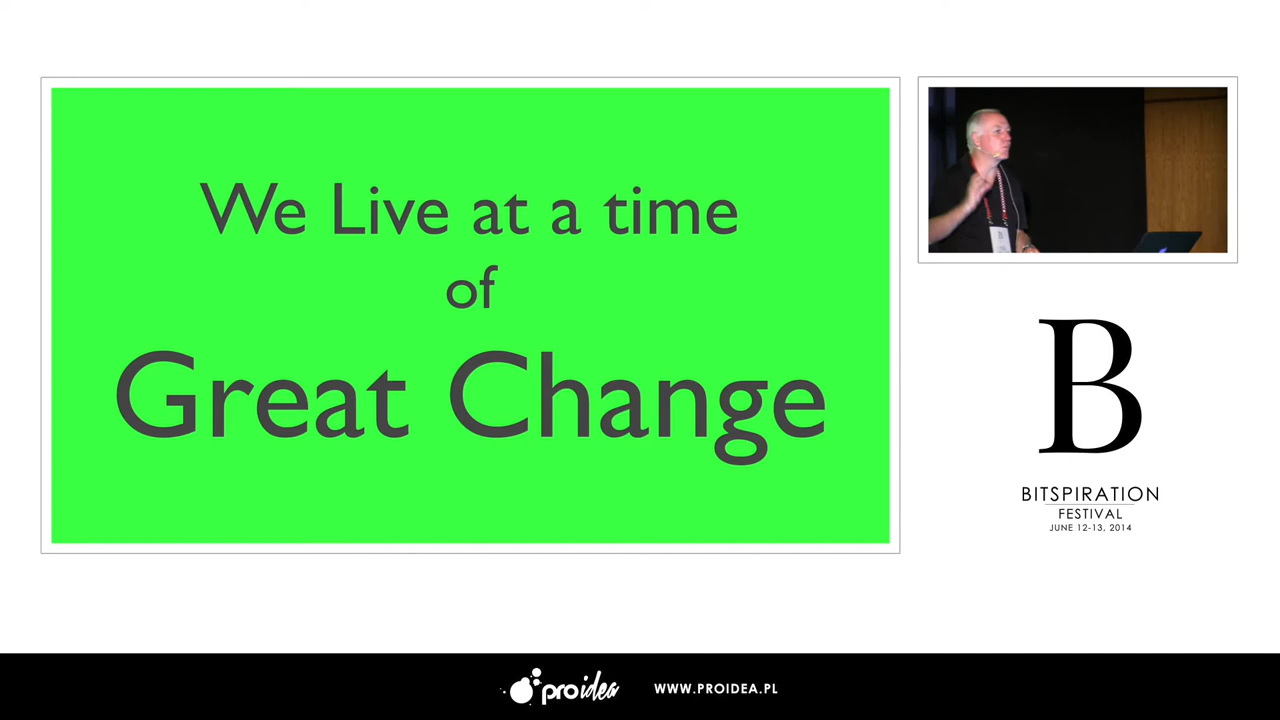 We Live at a time
of
Great Change
B
BITSPIRATION
FESTIVAL
JUNE 12-13, 2014
proidea
WWW.PROIDEA.PL